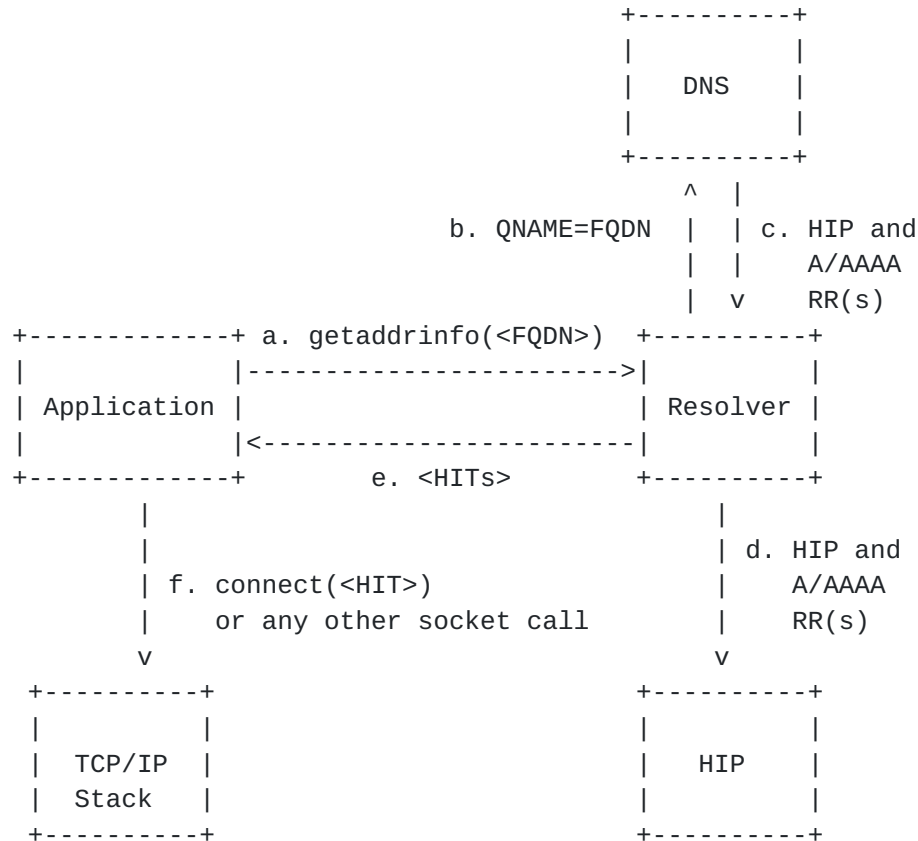 DNS
b. QNAME=FQDN
c. HIP and
A/AAAA
RR(s)
a. getaddrinfo(<FQDN>)
Application
Resolver
e. <HITs>
d. HIP and
A/AAAA
RR(s)
f. connect(<HIT>)
or any other socket call
TCP/IP
Stack
HIP